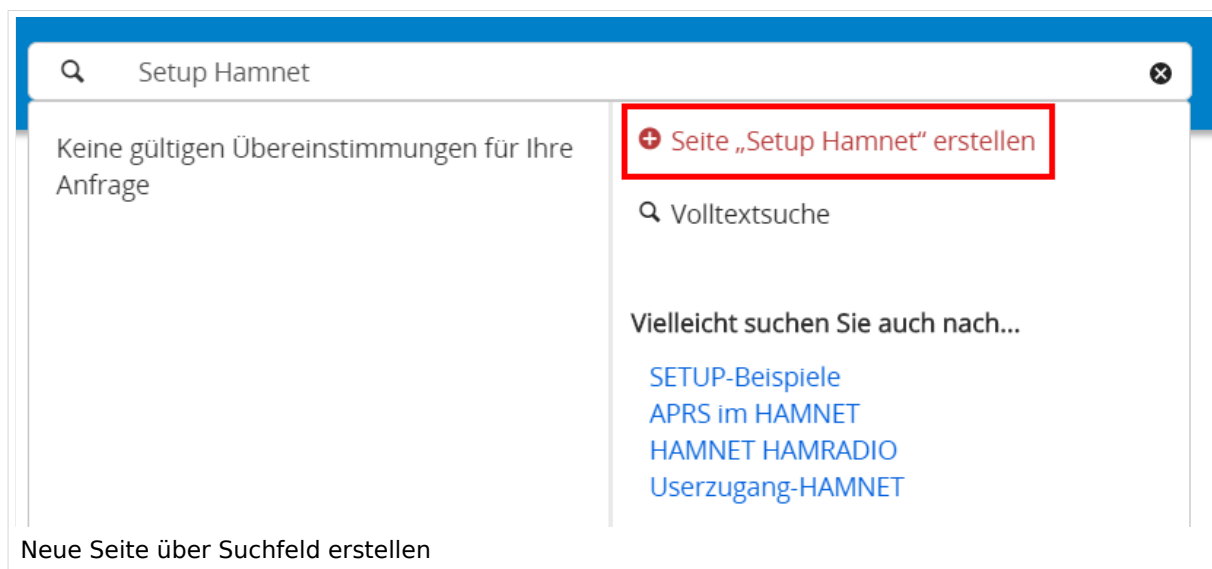 Setup Hamnet
Keine gültigen Übereinstimmungen für Ihre
Anfrage
Seite „Setup Hamnet“ erstellen
Volltextsuche
Vielleicht suchen Sie auch nach...
SETUP-Beispiele
APRS im HAMNET
HAMNET HAMRADIO
Userzugang-HAMNET
Neue Seite über Suchfeld erstellen